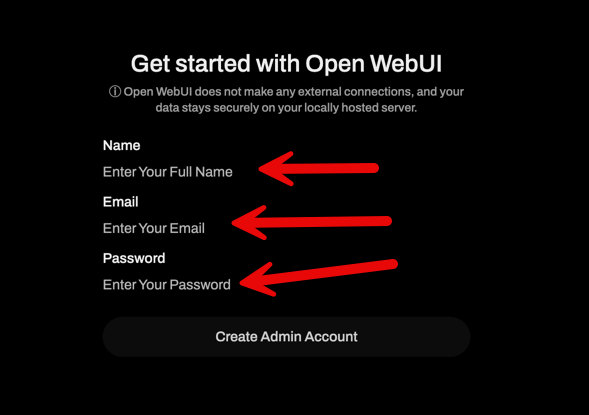 Get started with Open WebUI
ⓘ Open WebUI does not make any external connections, and your
data stays securely on your locally hosted server.
Name
Enter Your Full Name
Email
Enter Your Email
Password
Enter Your Password
Create Admin Account